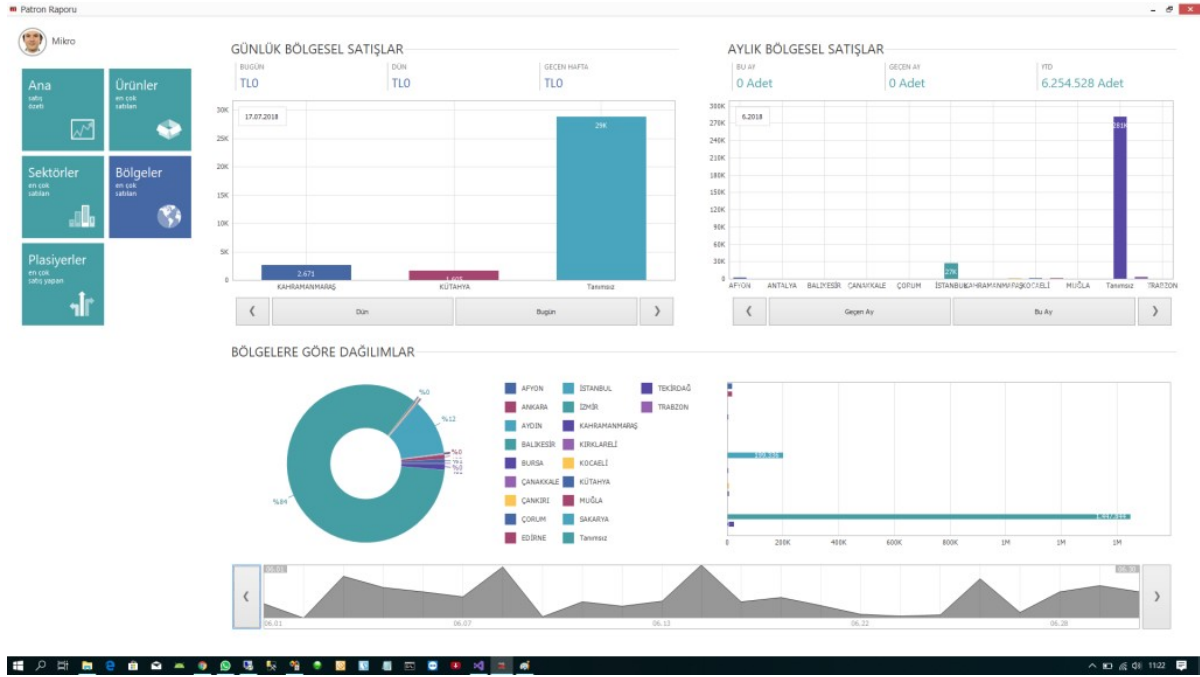 Patron Raporu
Mikro
Ana
satış
özeti
Ürünler
en çok
satılan
Sektörler
en çok
satılan
Bölgeler
en çok
satılan
Plasiyerler
en çok
satış yapan
GÜNLÜK BÖLGESEL SATIŞLAR
BUGÜN DÜN GEÇEN HAFTA
TL0 TL0 TL0
17.07.2018
30K
25K
20K
15K
10K
5K
0
2.671
29K
KAHRAMANMARAŞ KÜTAHYA Tanımsız
Dün Bugün
AYLIK BÖLGESEL SATIŞLAR
BU AY GEÇEN AY YTD
0 Adet 0 Adet 6.254.528 Adet
6.2018
300K
270K
240K
210K
180K
150K
120K
90K
60K
30K
0
27K
281K
AFYON ANTALYA BALIKESİR ÇANAKKALE ÇORUM İSTANBUL KAHRAMANMARAŞ KOCAELİ MUĞLA Tanımsız TRABZON
Geçen Ay Bu Ay
BÖLGELERE GÖRE DAĞILIMLAR
%0
%12
%0
%0
%84
AFYON İSTANBUL TEKİRDAĞ
ANKARA İZMİR TRABZON
AYDIN KAHRAMANMARAŞ
BALIKESİR KIRKLARELİ
BURSA KOCAELİ
ÇANAKKALE KÜTAHYA
ÇANKIRI MUĞLA
ÇORUM SAKARYA
EDİRNE Tanımsız
0 200K 400K 600K 800K 1M 1M 1M
06.01 06.30
06.01 06.07 06.13 06.22 06.28
11:22